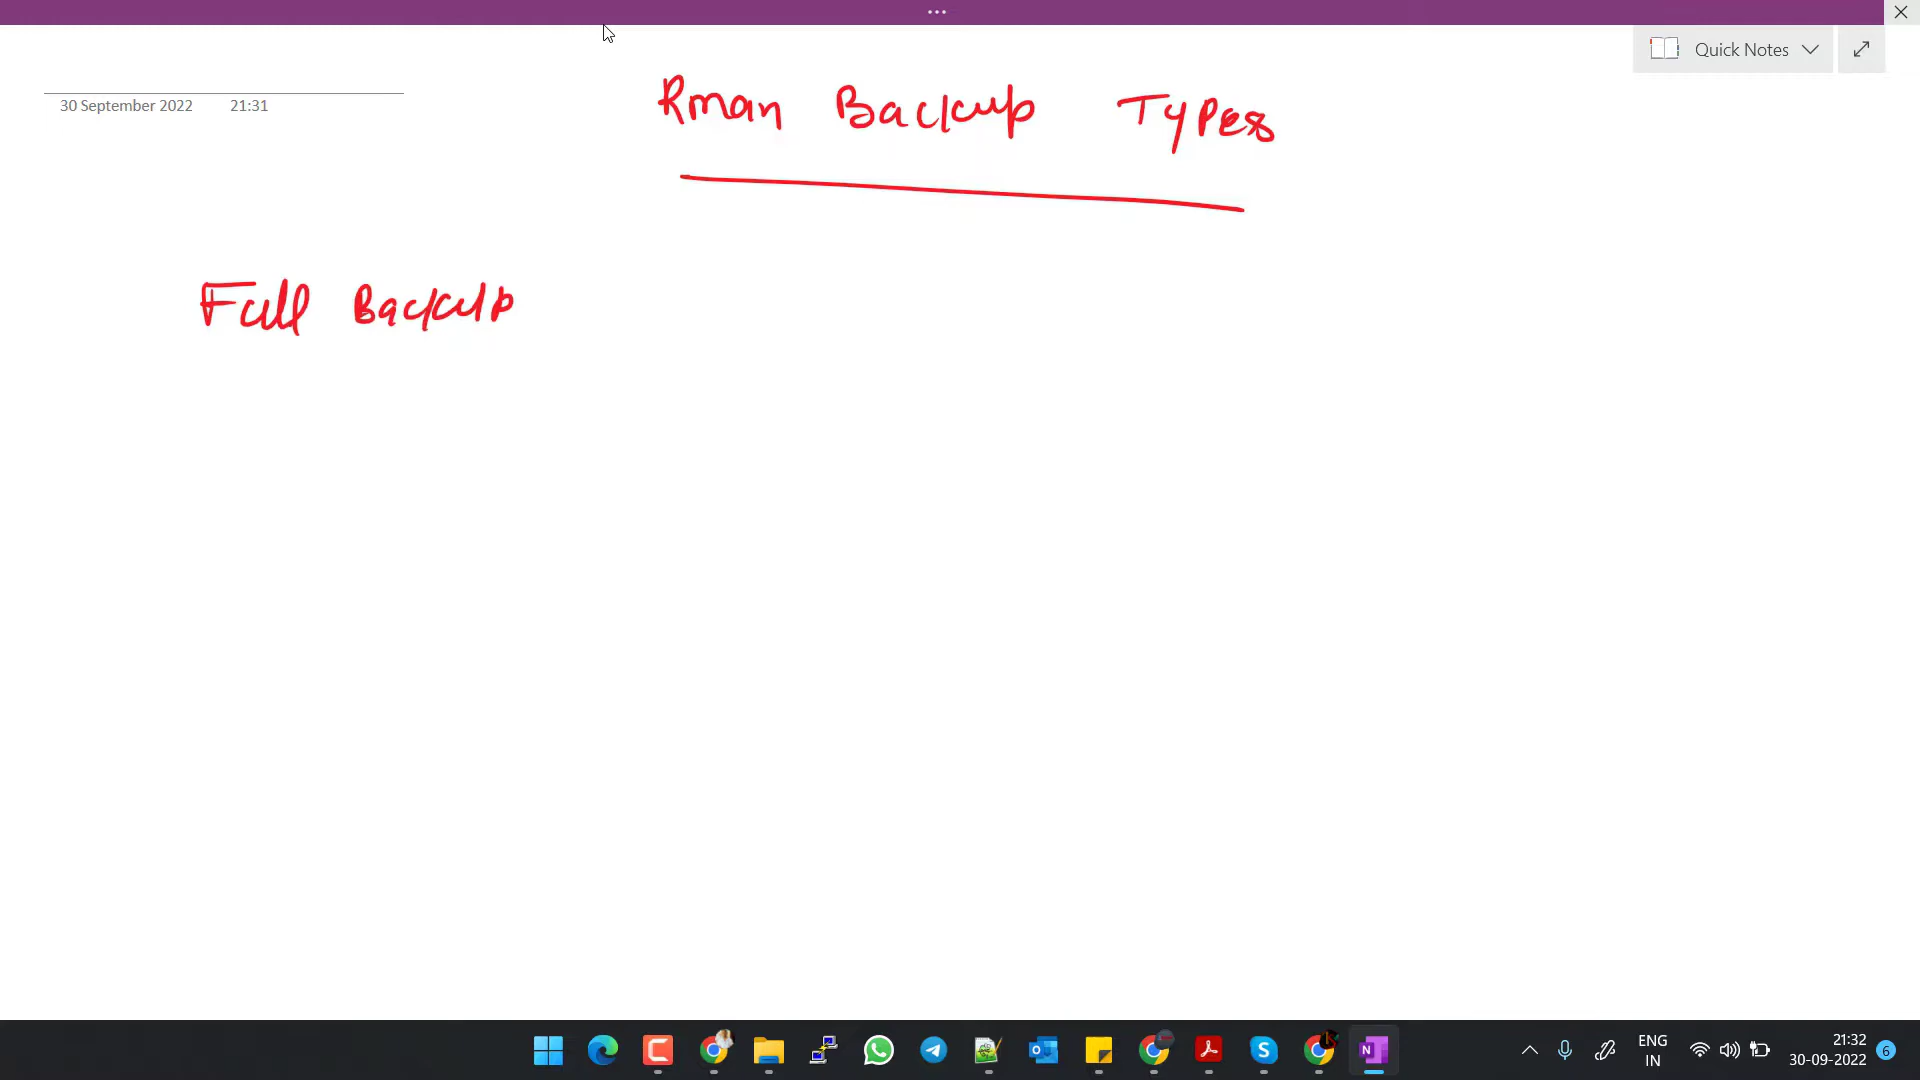 Quick Notes
30 September 2022 21:31
Rman Backup Types
Full Backup
ENG
IN
21:32
30-09-2022
6